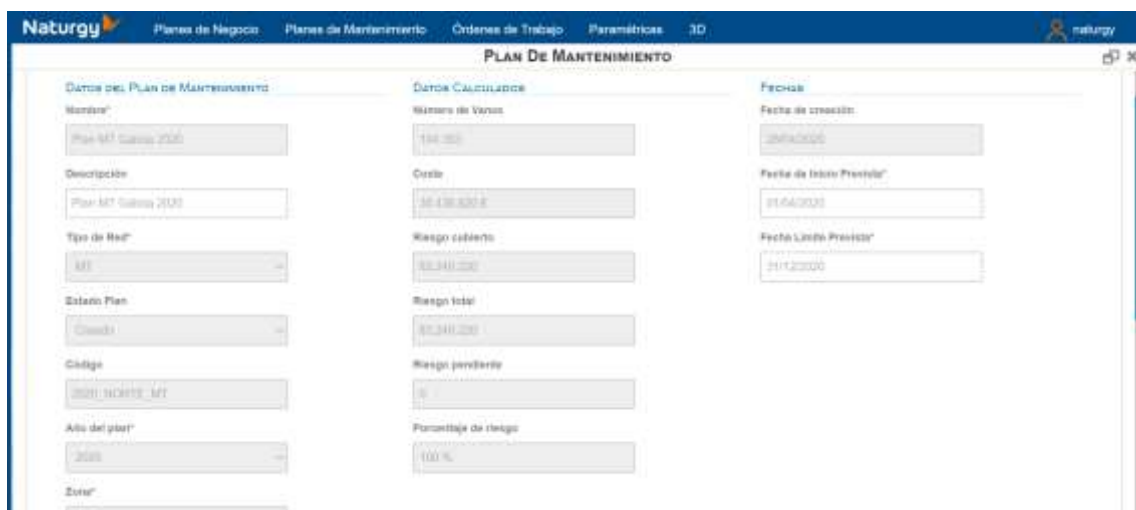 Naturgy Planes de Negocio Planes de Mantenimiento Órdenes de Trabajo Paramétricas 3D naturgy
PLAN DE MANTENIMIENTO
DATOS DEL PLAN DE MANTENIMIENTO
Nombre*
Plan MT Galicia 2020
Descripción
Plan MT Galicia 2020
Tipo de Red*
MT
Estado Plan
Creado
Código
2020_NORTE_MT
Año del plan*
2020
Zona*
DATOS CALCULADOS
Número de Vanos
Coste
Riesgo cubierto
Riesgo total
Riesgo pendiente
0
Porcentaje de riesgo
100 %
FECHAS
Fecha de creación
Fecha de Inicio Prevista*
01/04/2020
Fecha Límite Prevista*
31/12/2020